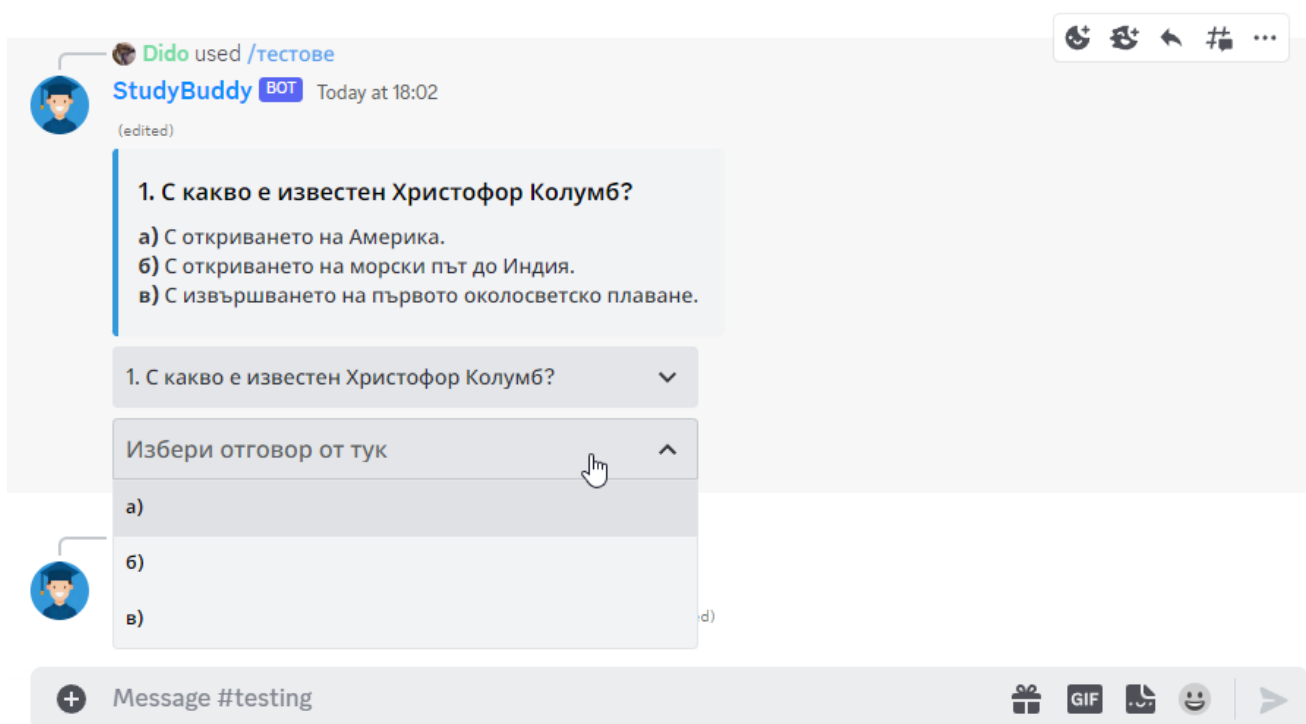 Dido used /тестове
StudyBuddy BOT Today at 18:02
(edited)
1. С какво е известен Христофор Колумб?
а) С откриването на Америка.
б) С откриването на морски път до Индия.
в) С извършването на първото околосветско плаване.
1. С какво е известен Христофор Колумб?
Избери отговор от тук
а)
б)
в)
Message #testing
GIF